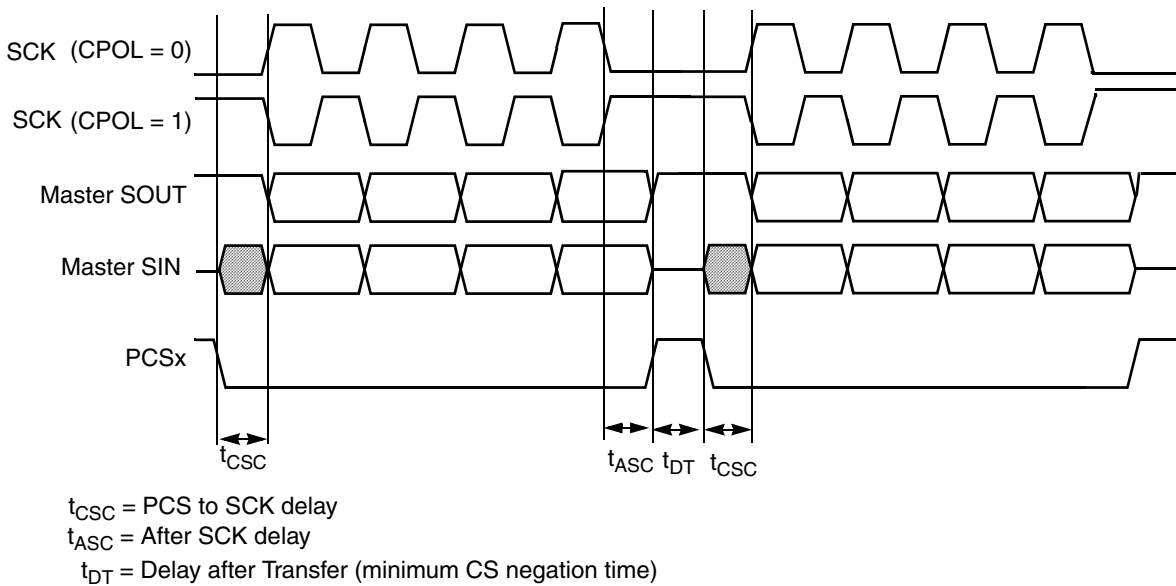 SCK (CPOL = 0)
SCK (CPOL = 1)
Master SOUT
Master SIN
PCSx
tCSC
tASC
tDT
tCSC
tCSC = PCS to SCK delay
tASC = After SCK delay
tDT = Delay after Transfer (minimum CS negation time)